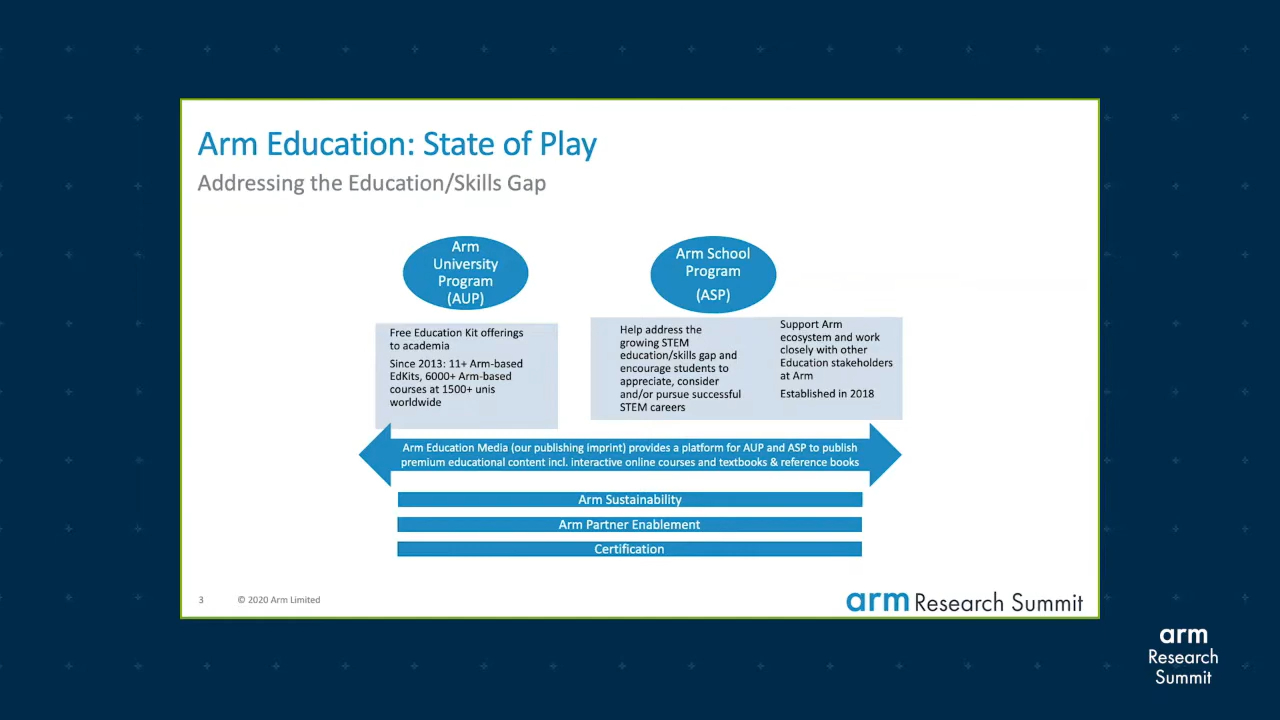 Arm Education: State of Play
Addressing the Education/Skills Gap
Arm
University
Program
(AUP)
Arm School
Program
(ASP)
Free Education Kit offerings
to academia
Since 2013: 11+ Arm-based
EdKits, 6000+ Arm-based
courses at 1500+ unis
worldwide
Help address the
growing STEM
education/skills gap and
encourage students to
appreciate, consider
and/or pursue successful
STEM careers
Support Arm
ecosystem and work
closely with other
Education stakeholders
at Arm
Established in 2018
Arm Education Media (our publishing imprint) provides a platform for AUP and ASP to publish
premium educational content incl. interactive online courses and textbooks & reference books
Arm Sustainability
Arm Partner Enablement
Certification
3 © 2020 Arm Limited
arm Research Summit
arm
Research
Summit